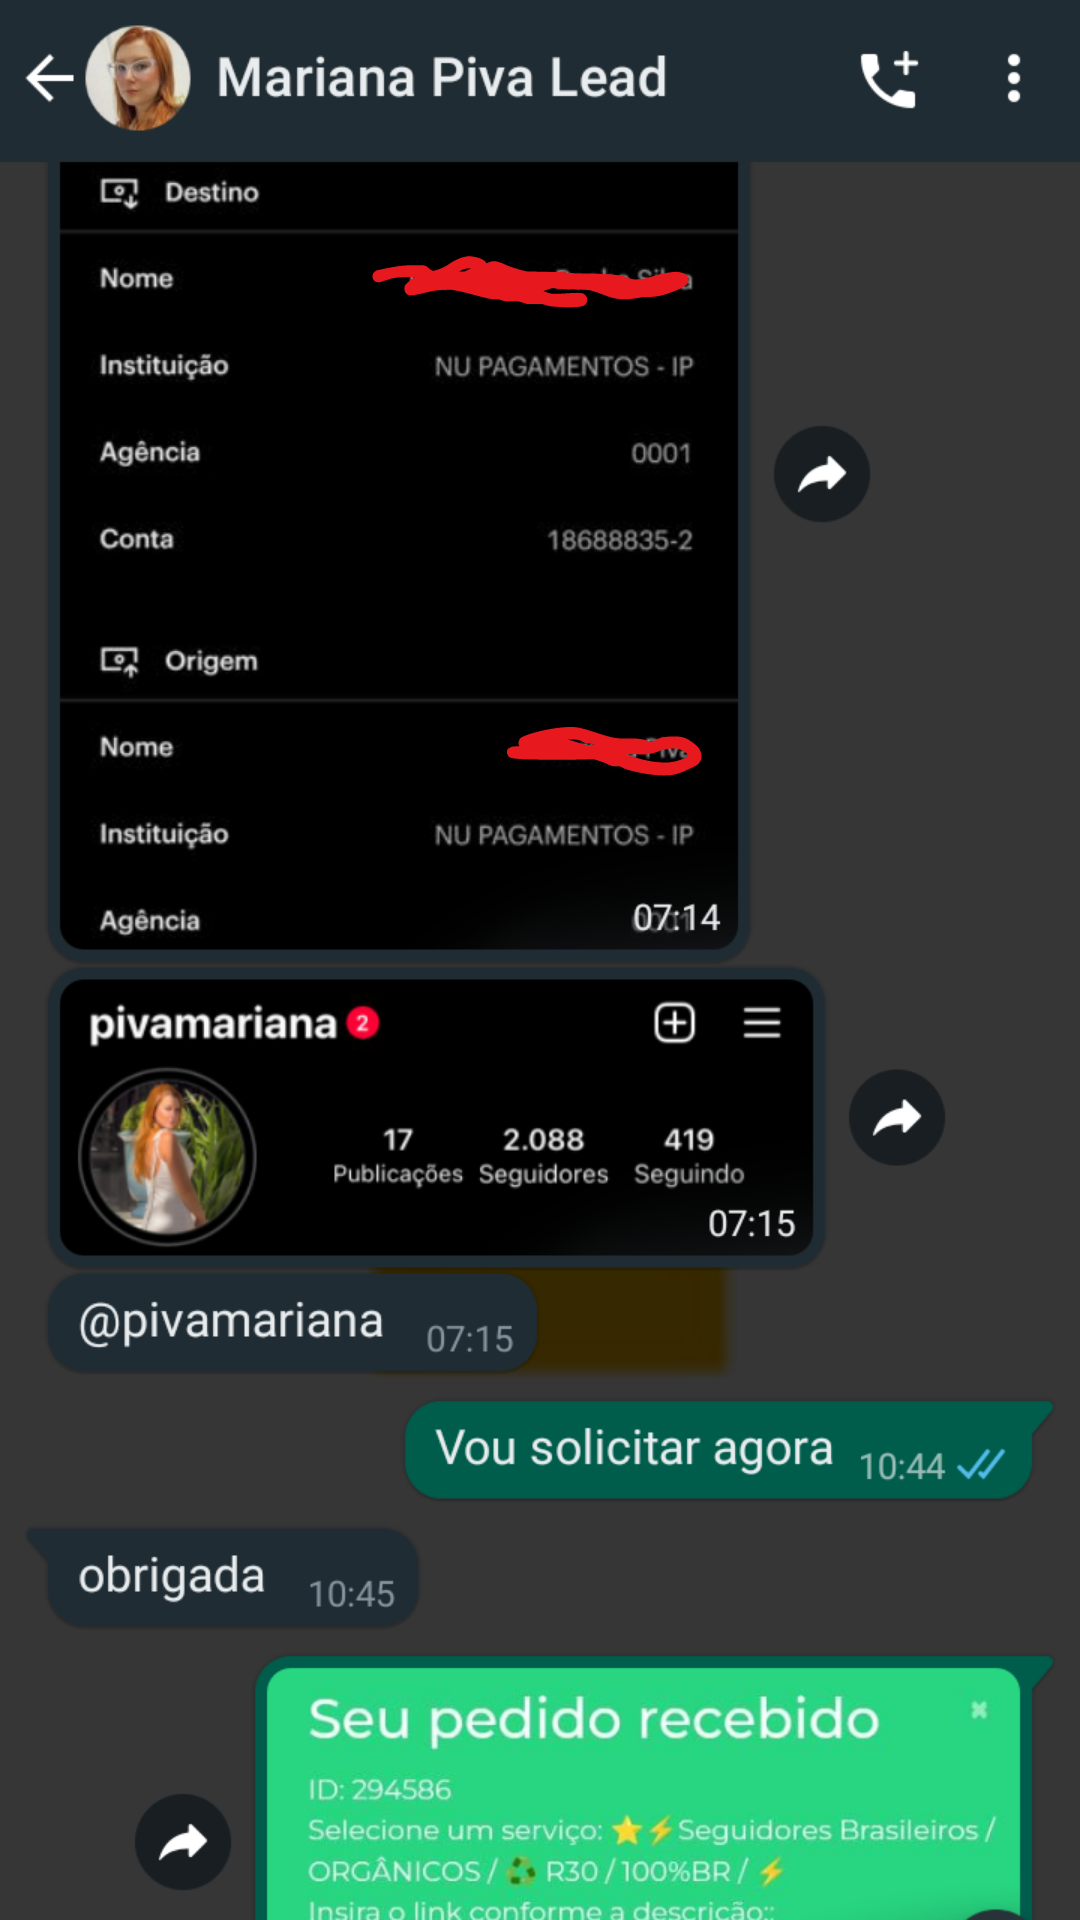 Mariana Piva Lead
Destino
Nome Silva
Instituição NU PAGAMENTOS - IP
Agência 0001
Conta 18688835-2
Origem
Nome Piva
Instituição NU PAGAMENTOS - IP
Agência 0001
07:14
pivamariana 2
17 2.088 419
Publicações Seguidores Seguindo
07:15
@pivamariana 07:15
Vou solicitar agora 10:44
obrigada 10:45
Seu pedido recebido
ID: 294586
Selecione um serviço: ⭐⚡Seguidores Brasileiros /
ORGÂNICOS / ♻ R30 / 100%BR / ⚡
Insira o link conforme a descrição::